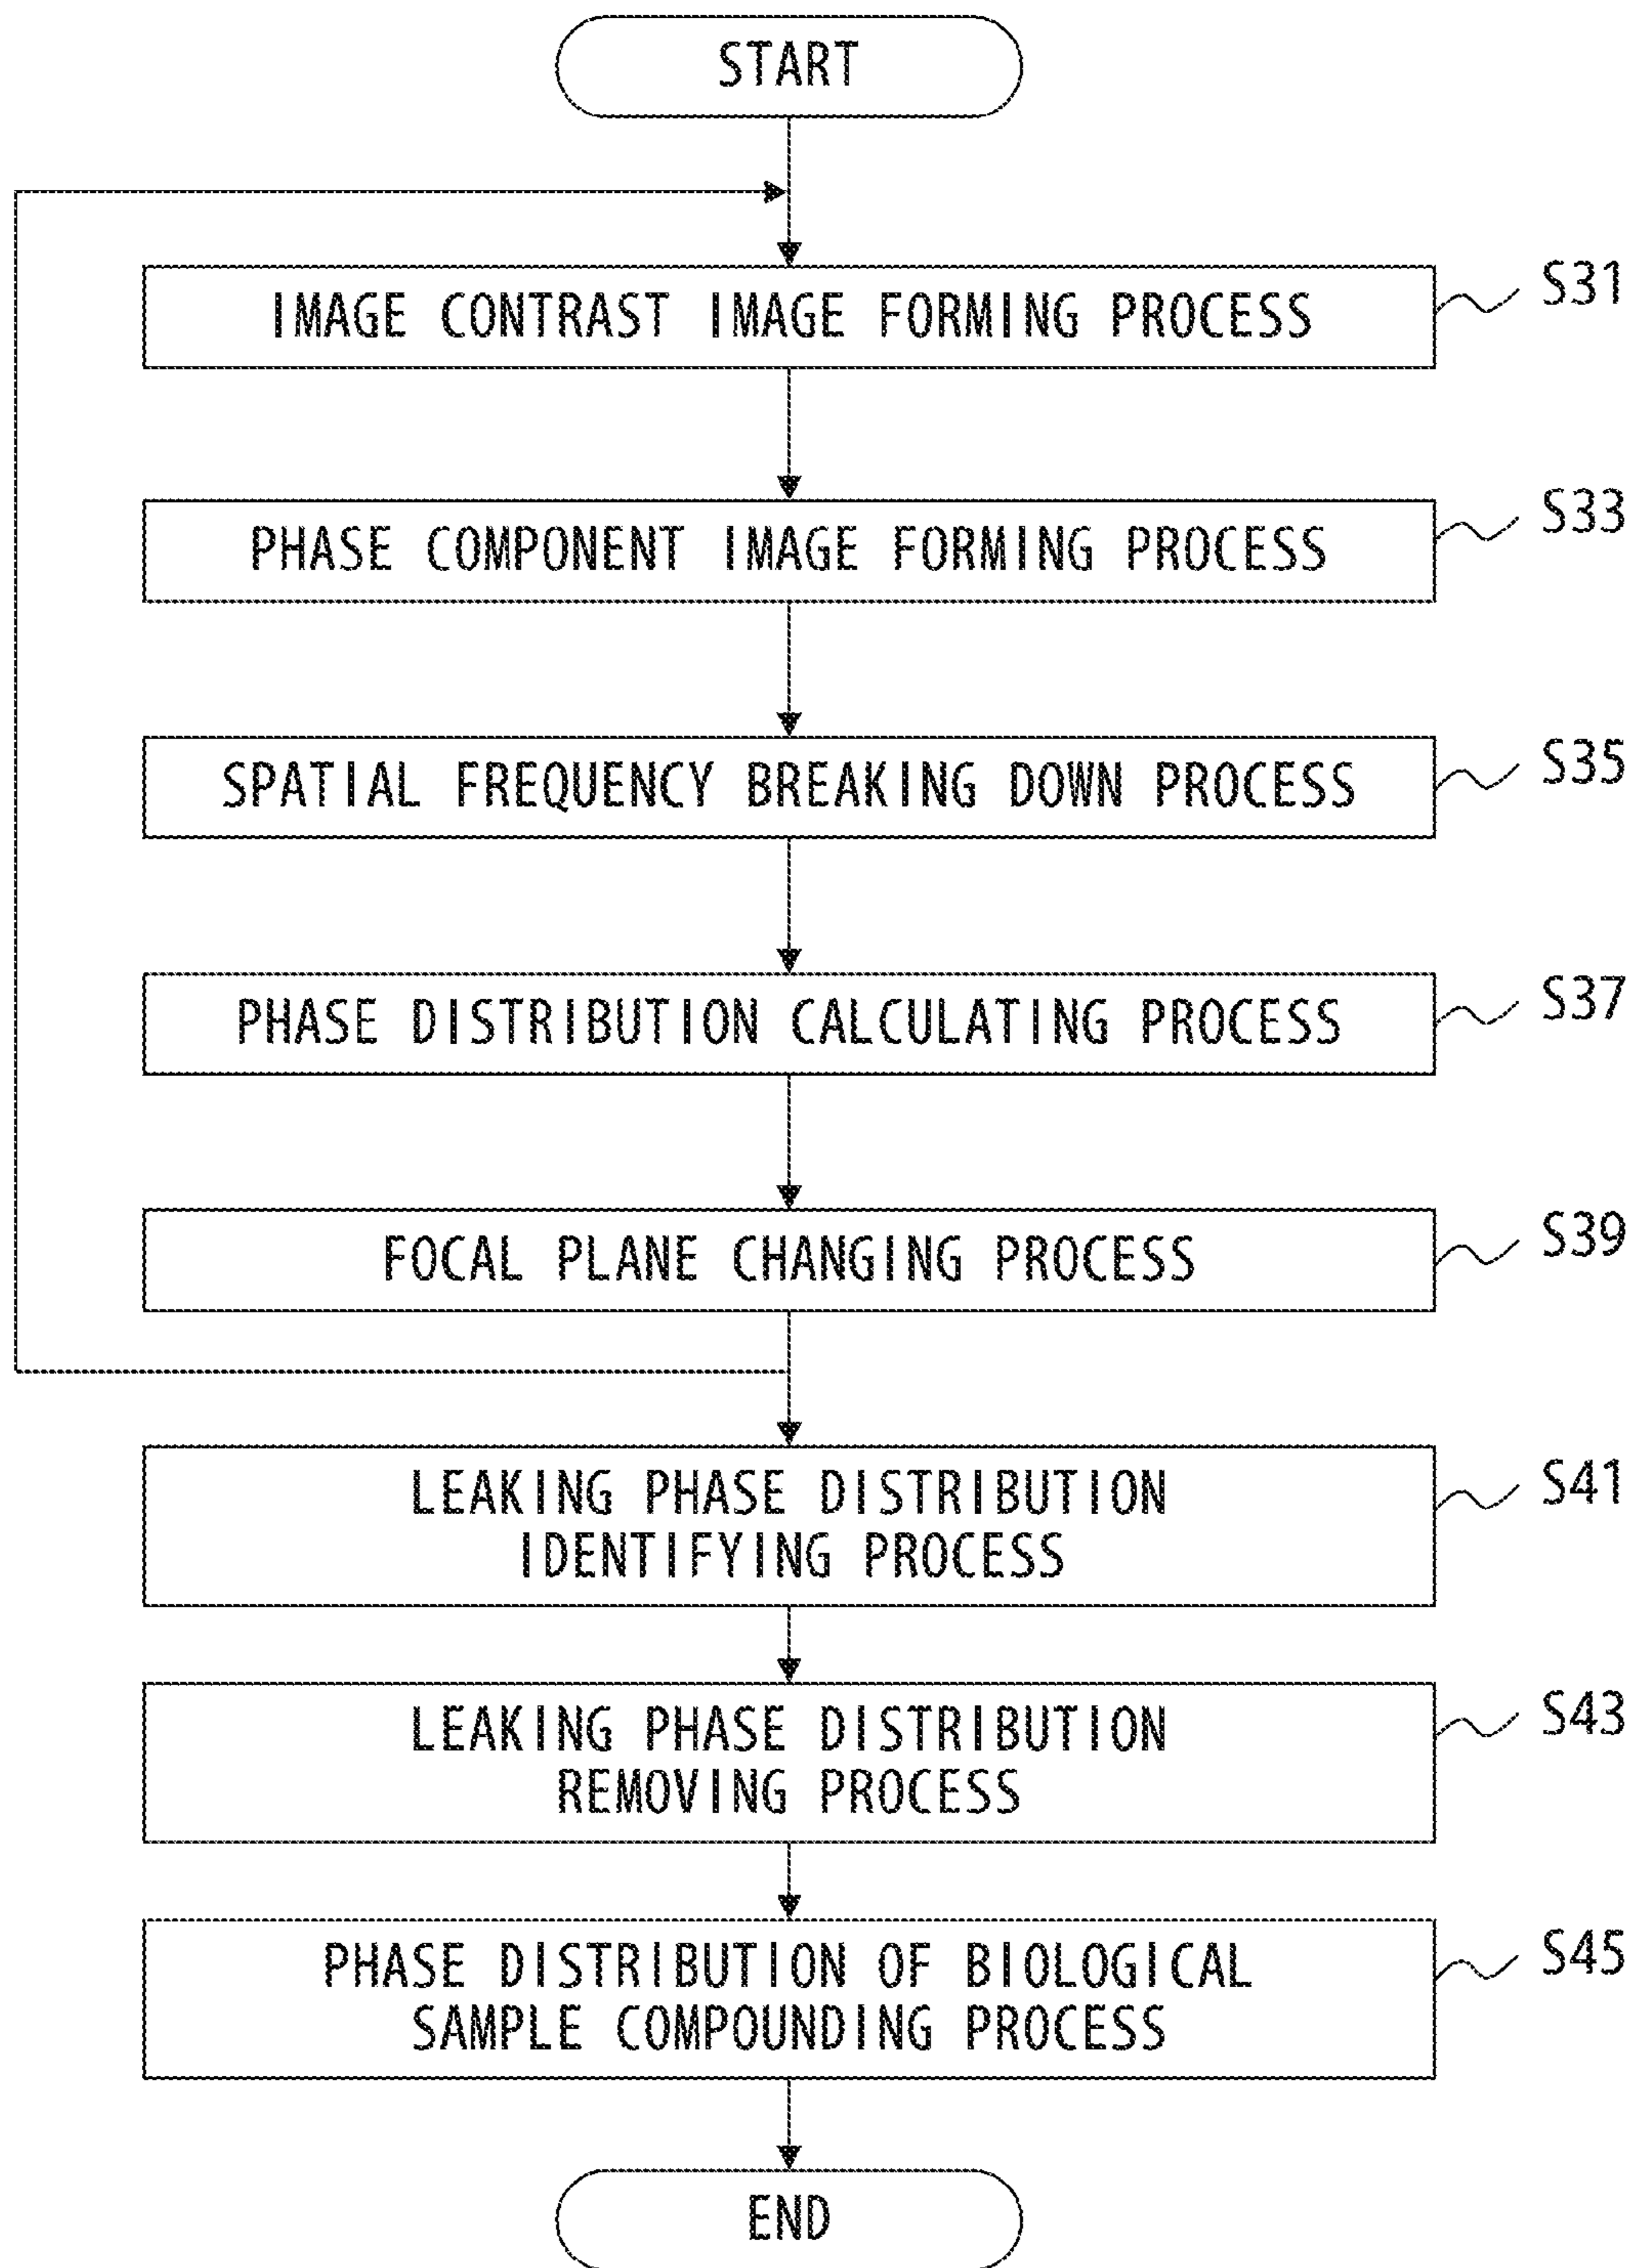 START
IMAGE CONTRAST IMAGE FORMING PROCESS
S31
PHASE COMPONENT IMAGE FORMING PROCESS
S33
SPATIAL FREQUENCY BREAKING DOWN PROCESS
S35
PHASE DISTRIBUTION CALCULATING PROCESS
S37
FOCAL PLANE CHANGING PROCESS
S39
LEAKING PHASE DISTRIBUTION
IDENTIFYING PROCESS
S41
LEAKING PHASE DISTRIBUTION
REMOVING PROCESS
S43
PHASE DISTRIBUTION OF BIOLOGICAL
SAMPLE COMPOUNDING PROCESS
S45
END